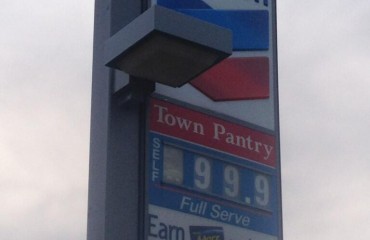 Town Pantry
SELF
99.9
Full Serve
Earn